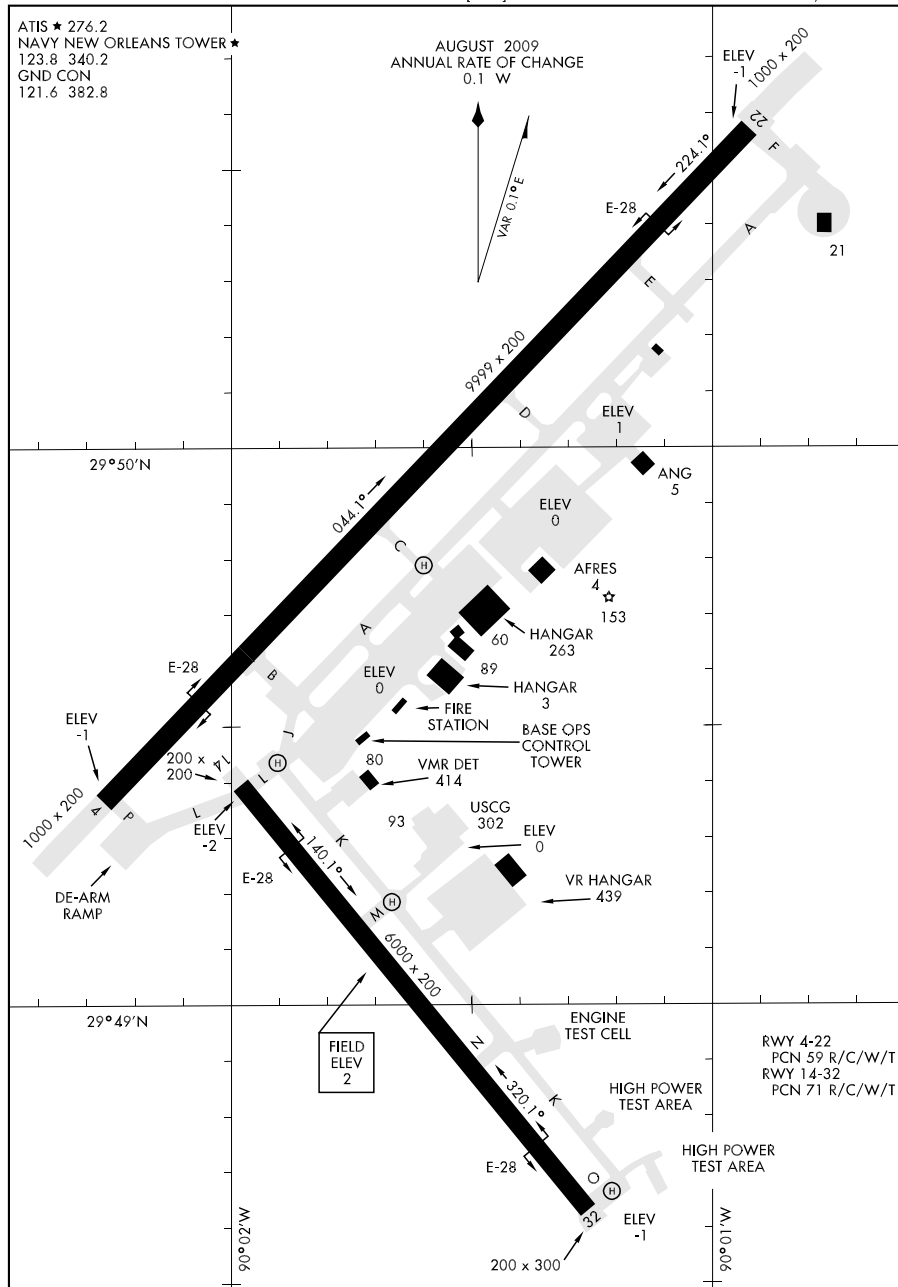 ATIS ★ 276.2
NAVY NEW ORLEANS TOWER ★
123.8 340.2
GND CON
121.6 382.8
AUGUST 2009
ANNUAL RATE OF CHANGE
0.1 W
VAR 0.1° E
ELEV
-1
1000 x 200
22
F
224.1°
E-28
A
21
E
9999 x 200
D
ELEV
1
29°50'N
ANG
5
044.1°
ELEV
0
C
H
AFRES
4
153
A
60
HANGAR
263
89
ELEV
0
HANGAR
3
E-28
B
FIRE
STATION
ELEV
-1
J
BASE OPS
CONTROL
TOWER
200 x
200
14
H
80
VMR DET
414
L
1000 x 200
4
P
L
ELEV
-2
K
93
USCG
302
ELEV
0
140.1°
E-28
DE-ARM
RAMP
VR HANGAR
439
M
H
6000 x 200
29°49'N
ENGINE
TEST CELL
FIELD
ELEV
2
N
RWY 4-22
PCN 59 R/C/W/T
RWY 14-32
PCN 71 R/C/W/T
320.1°
K
HIGH POWER
TEST AREA
HIGH POWER
TEST AREA
E-28
O
H
32
ELEV
-1
200 x 300
90°02'W
90°01'W